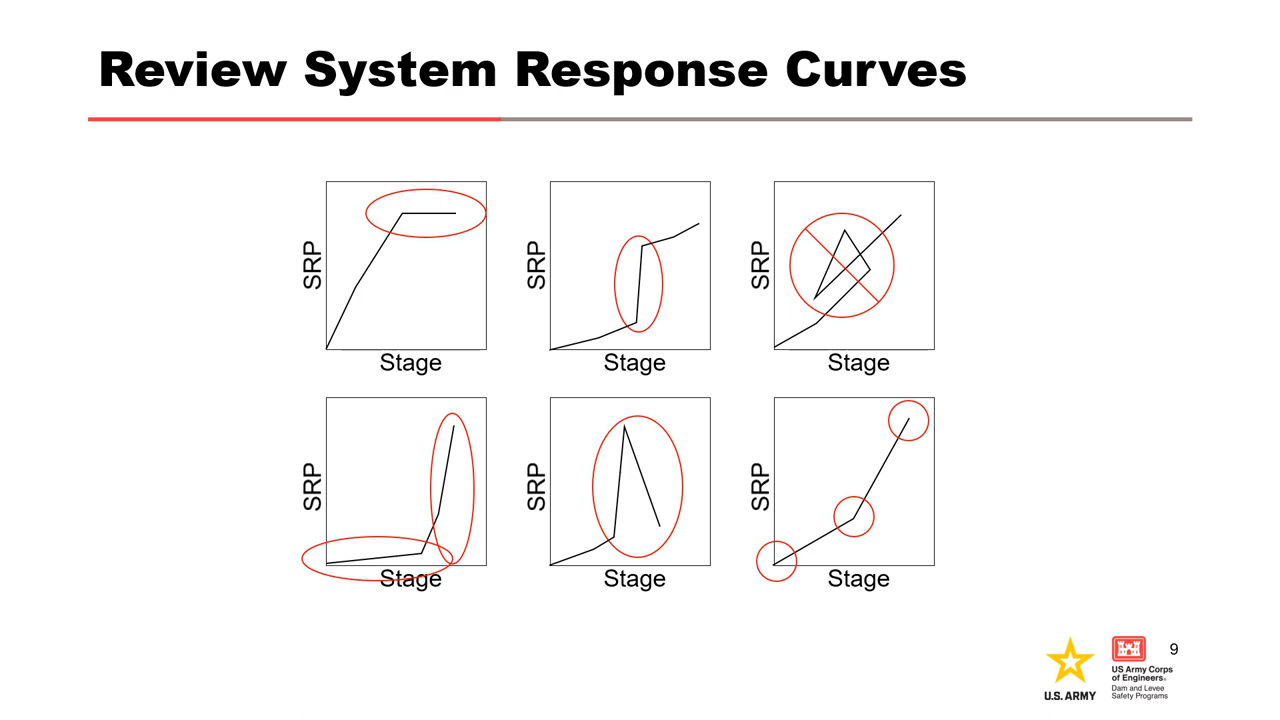 Review System Response Curves
SRP
Stage
SRP
Stage
SRP
Stage
SRP
Stage
SRP
Stage
SRP
Stage
U.S. ARMY
US Army Corps
of Engineers®
Dam and Levee
Safety Programs
9